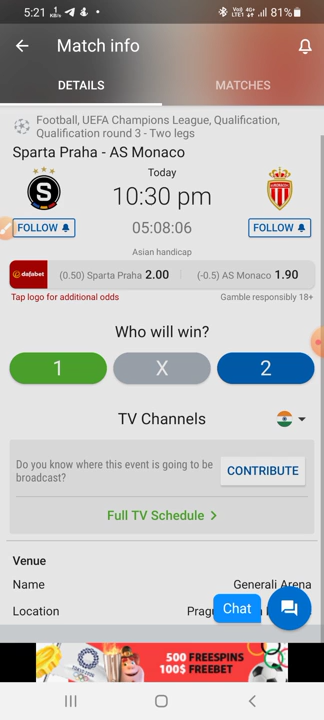 5:21
81%
Match info
DETAILS
MATCHES
Football, UEFA Champions League, Qualification,
Qualification round 3 - Two legs
Sparta Praha - AS Monaco
Today
10:30 pm
05:08:06
FOLLOW
FOLLOW
Asian handicap
dafabet
(0.50) Sparta Praha 2.00
(-0.5) AS Monaco 1.90
Tap logo for additional odds
Gamble responsibly 18+
Who will win?
1
X
2
TV Channels
Do you know where this event is going to be
broadcast?
CONTRIBUTE
Full TV Schedule >
Venue
Name
Generali Arena
Location
Chat
500 FREESPINS
100$ FREEBET